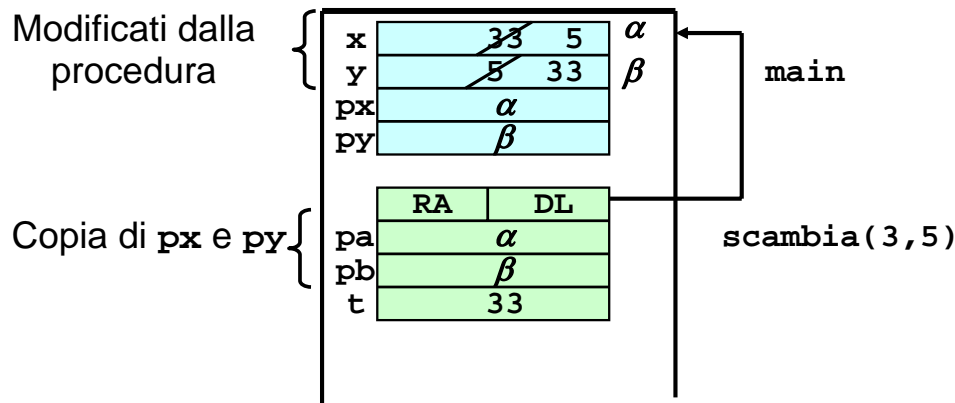 Modificati dalla
procedura
x 33 5 α
y 5 33 β
px α
py β
main
RA DL
Copia di px e py
pa α
pb β
t 33
scambia(3,5)